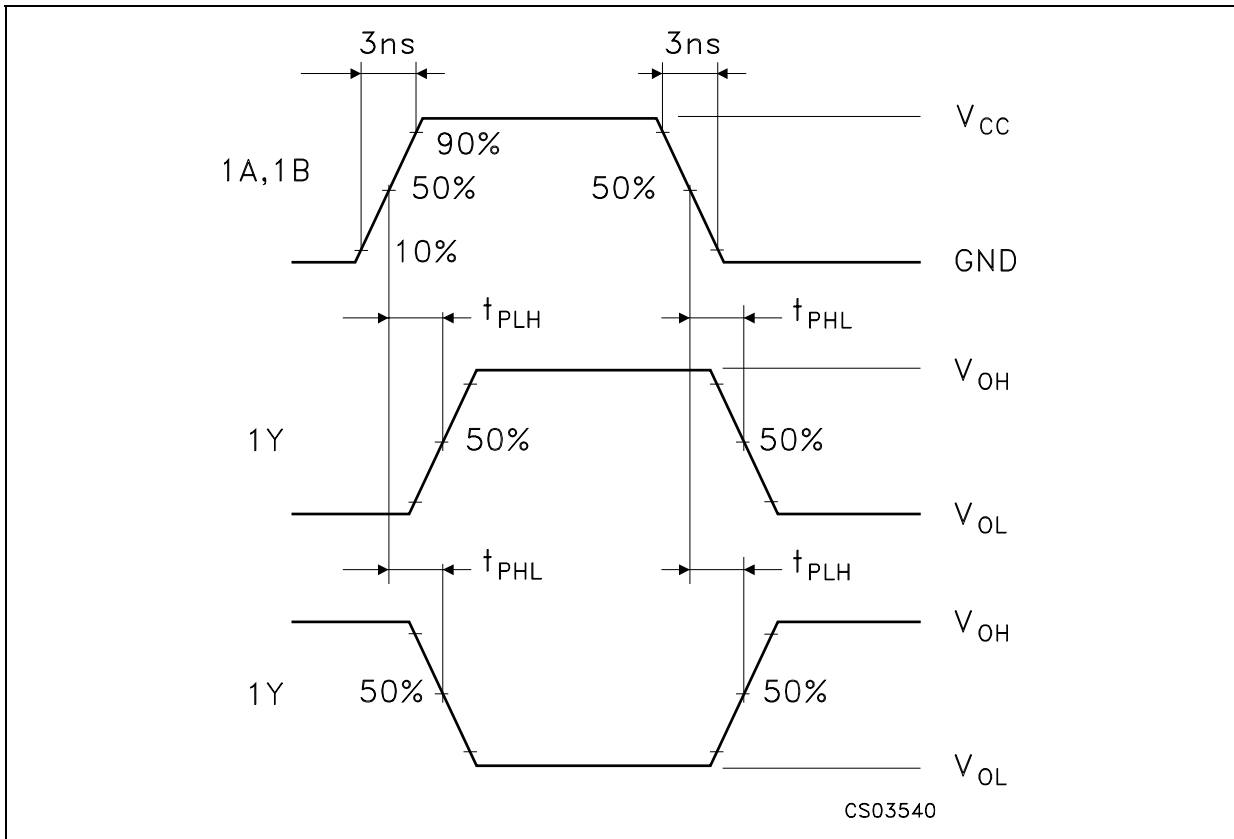 3ns 3ns
V_CC
90%
1A,1B
50% 50%
10%
GND
t_PLH t_PHL
V_OH
1Y
50% 50%
V_OL
t_PHL t_PLH
V_OH
1Y
50% 50%
V_OL
CS03540